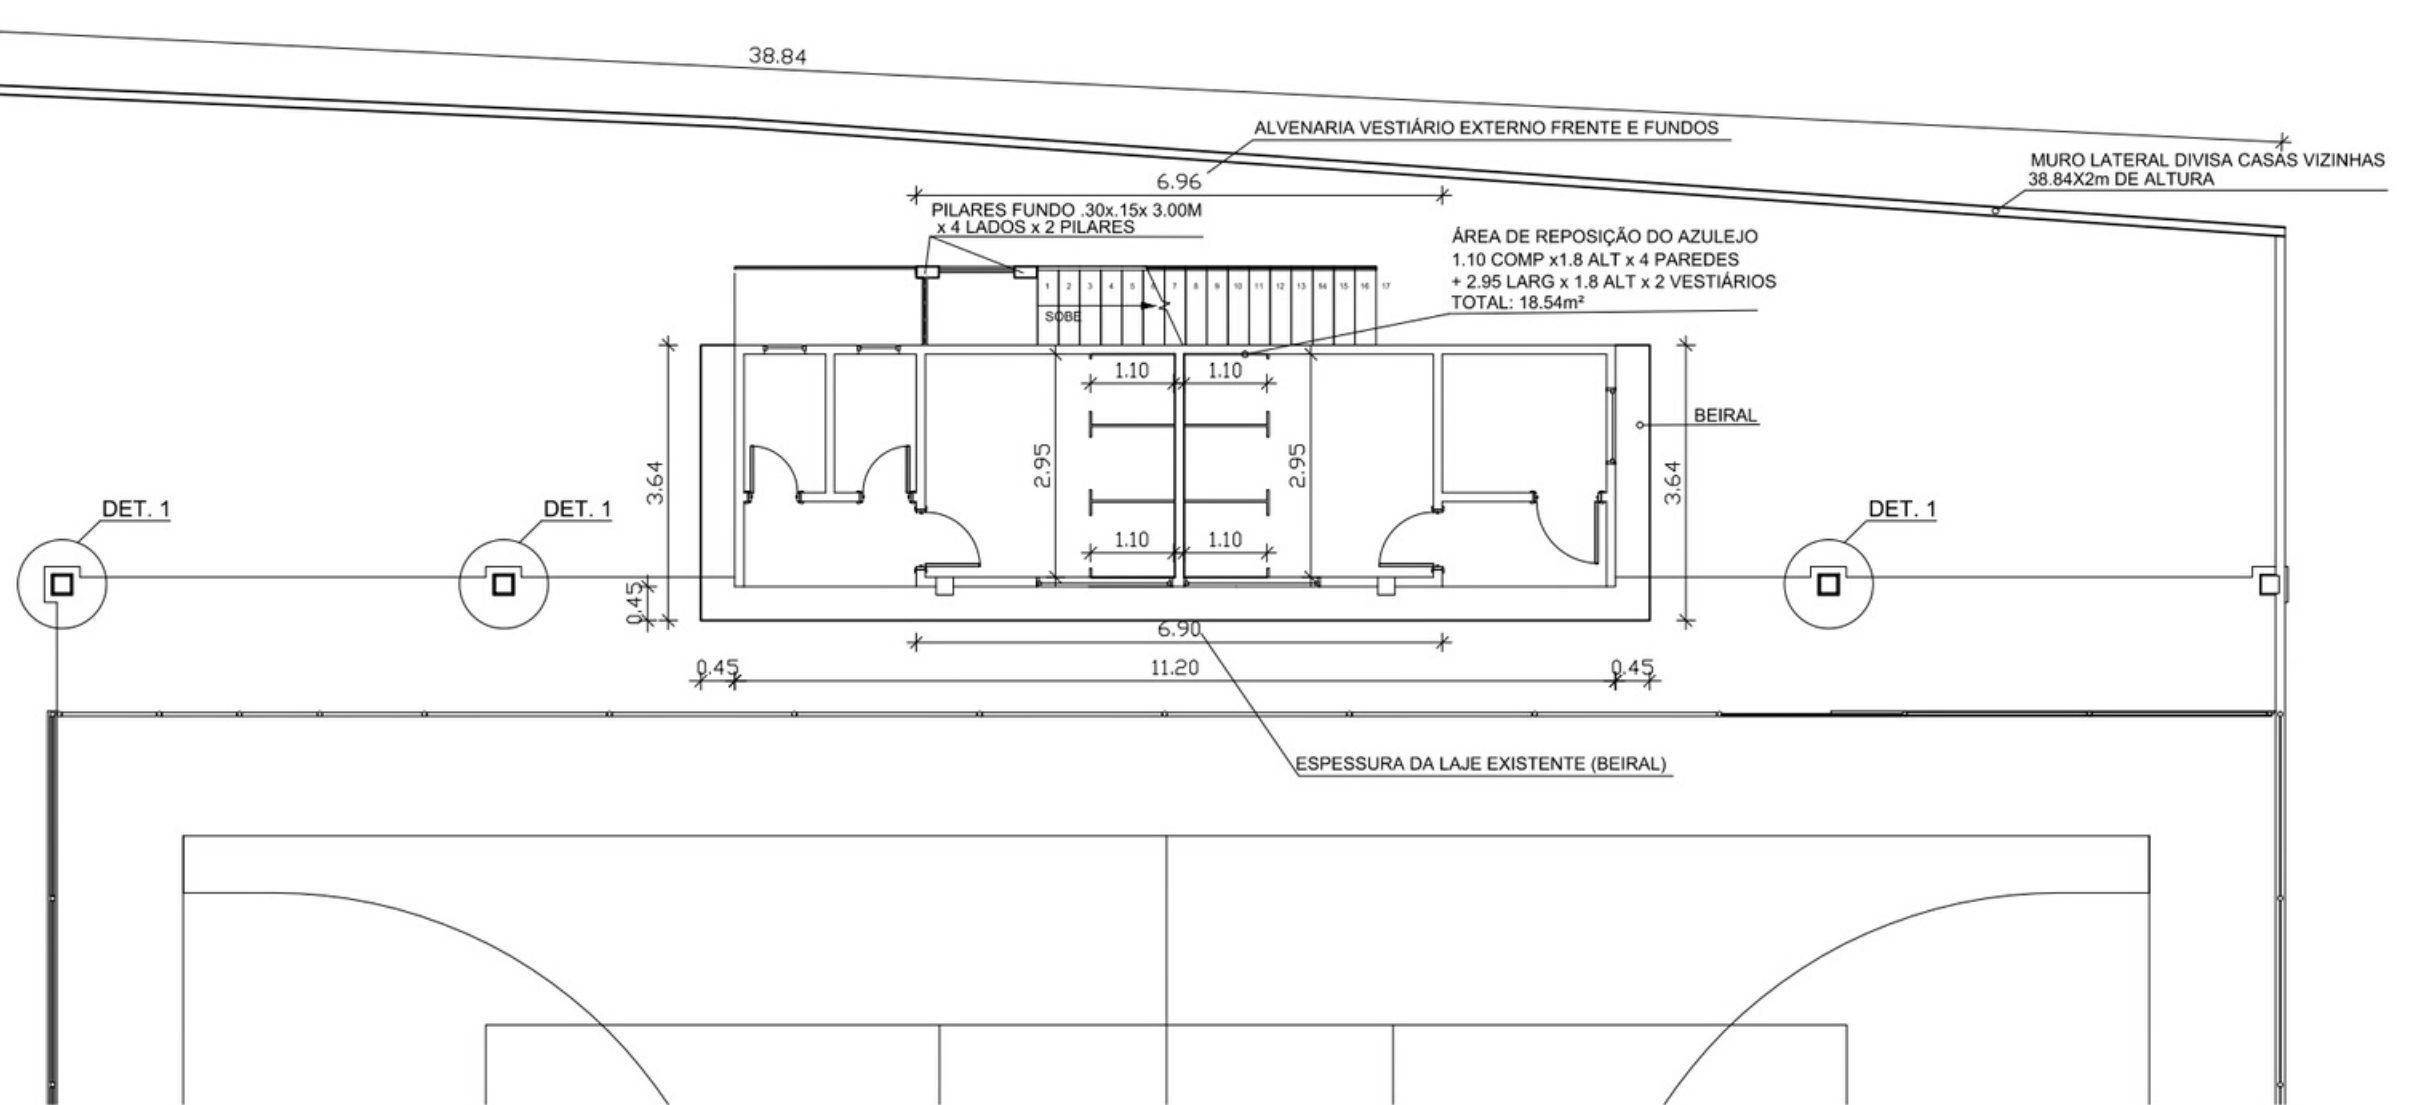 38.84
ALVENARIA VESTIÁRIO EXTERNO FRENTE E FUNDOS
MURO LATERAL DIVISA CASAS VIZINHAS
38.84X2m DE ALTURA
6.96
PILARES FUNDO .30x.15x 3.00M
x 4 LADOS x 2 PILARES
ÁREA DE REPOSIÇÃO DO AZULEJO
1.10 COMP x1.8 ALT x 4 PAREDES
+ 2.95 LARG x 1.8 ALT x 2 VESTIÁRIOS
TOTAL: 18.54m²
1 2 3 4 5 6 7 8 9 10 11 12 13 14 15 16 17
SOBE
1.10 1.10
BEIRAL
2.95 2.95
3.64 3.64
DET. 1 DET. 1 DET. 1
1.10 1.10
0.45
6.90
0.45 11.20 0.45
ESPESSURA DA LAJE EXISTENTE (BEIRAL)